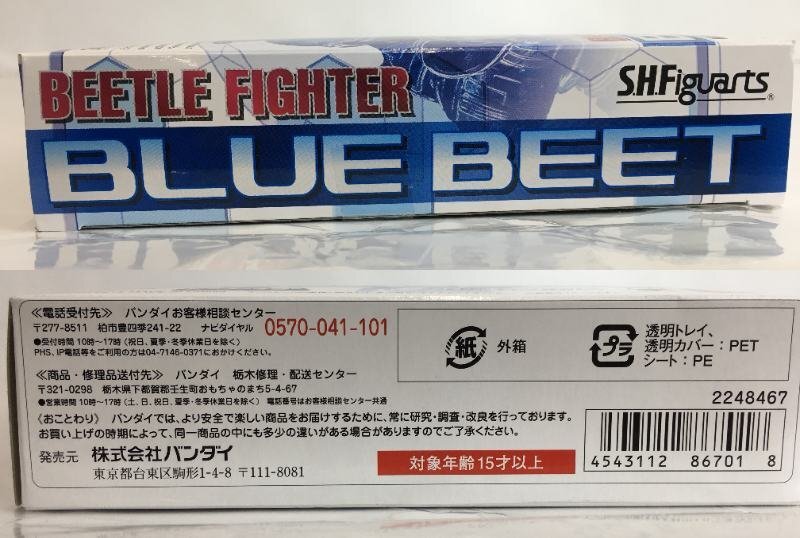 BEETLE FIGHTER
S.H.Figuarts
®
BLUE BEET
≪電話受付先≫ バンダイお客様相談センター
〒277-8511 柏市豊四季241-22 ナビダイヤル 0570-041-101
●受付時間 10時~17時 (祝日、夏季・冬季休業日を除く)
PHS、IP電話等をご利用の方は04-7146-0371におかけください。
≪商品・修理品送付先≫ バンダイ 栃木修理・配送センター
〒321-0298 栃木県下都賀郡壬生町おもちゃのまち5-4-67
●営業時間 10時~17時 (土、日、祝日、夏季・冬季休業日を除く) 電話番号はお客様相談センター共通
≪おことわり≫ バンダイでは、より安全で楽しい商品をお届けするために、常に研究・調査・改良を行っております。
お買い上げの時期によって、同一商品の中にも多少の違いがある場合がありますのでご了承ください。
発売元 株式会社バンダイ
東京都台東区駒形1-4-8 〒111-8081
対象年齢15才以上
紙 外箱
プラ
透明トレイ、
透明カバー:PET
シート:PE
2248467
4543112 86701 8